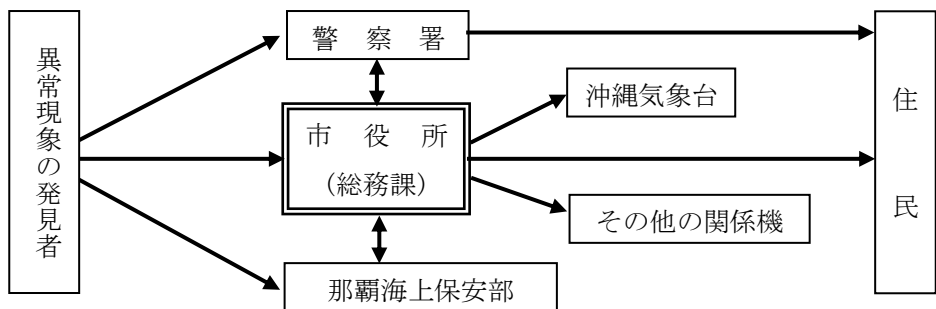 異常現象の発見者
警察署
市役所
(総務課)
那覇海上保安部
沖縄気象台
その他の関係機
住民